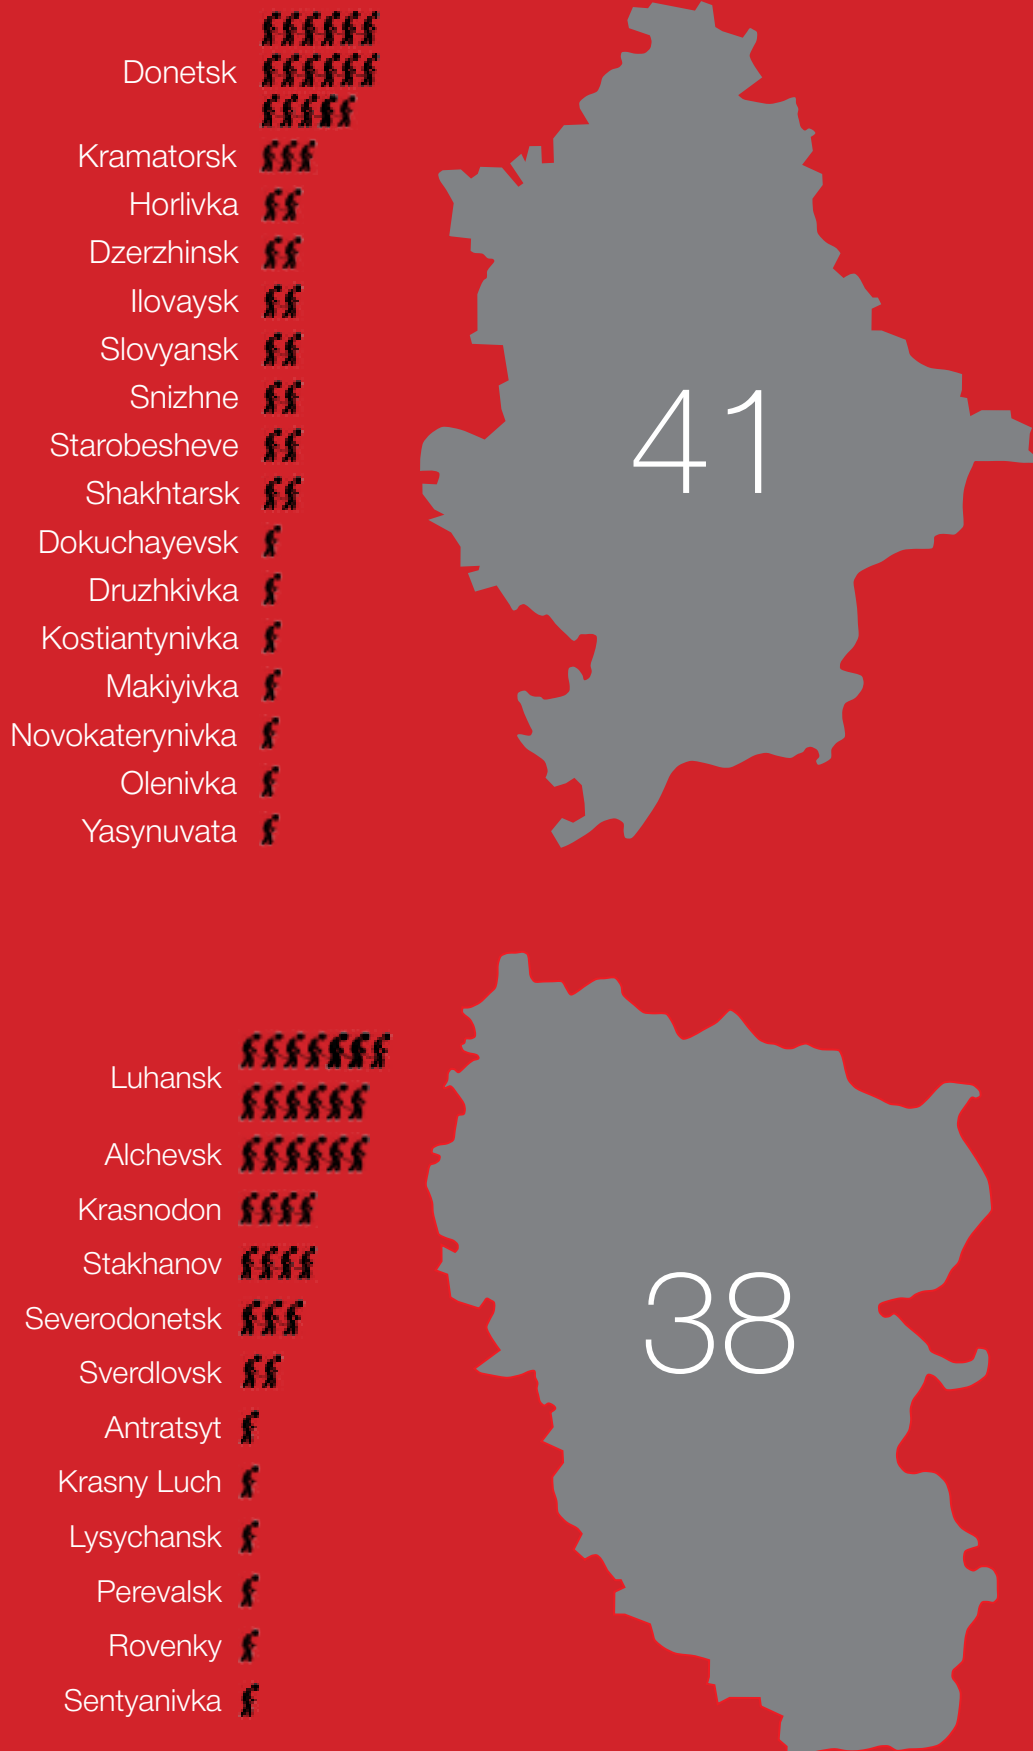 Donetsk
Kramatorsk
Horlivka
Dzerzhinsk
Ilovaysk
Slovyansk
Snizhne
Starobesheve
Shakhtarsk
Dokuchayevsk
Druzhkivka
Kostiantynivka
Makiyivka
Novokaterynivka
Olenivka
Yasynuvata
41
Luhansk
Alchevsk
Krasnodon
Stakhanov
Severodonetsk
Sverdlovsk
Antratsyt
Krasny Luch
Lysychansk
Perevalsk
Rovenky
Sentyanivka
38